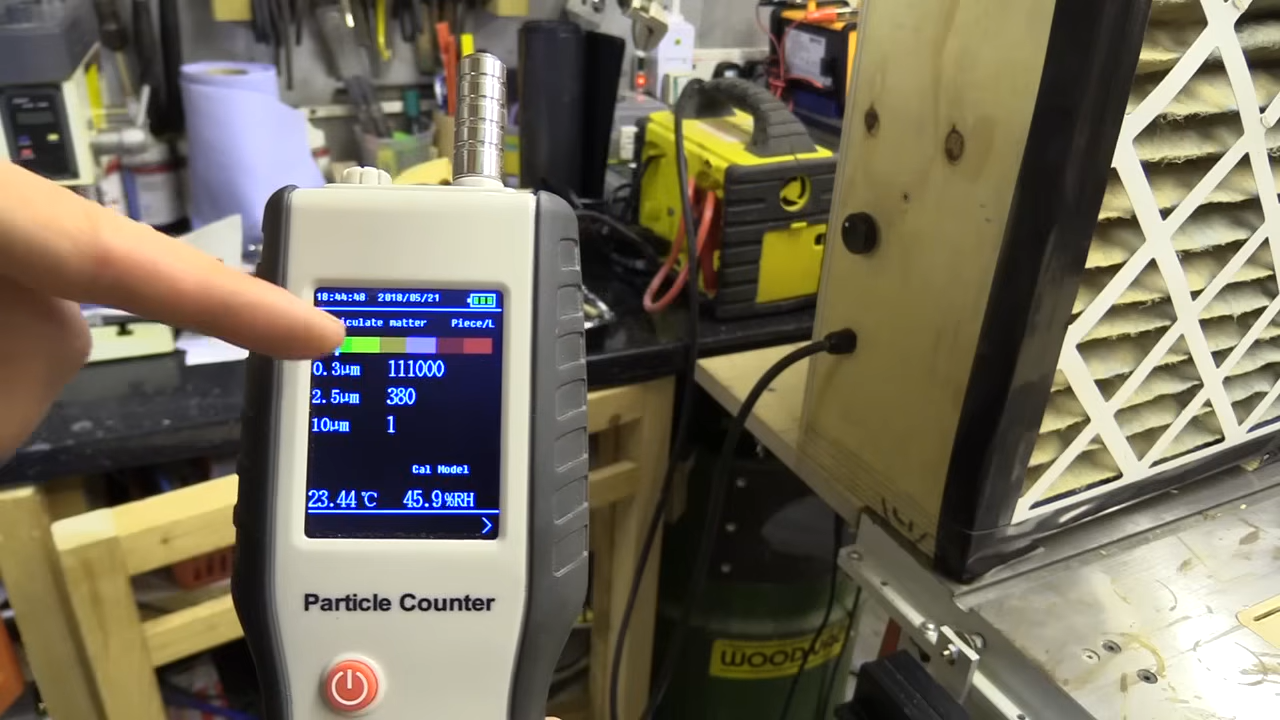 18:44:48 2018/05/21
iculate matter Piece/L
0.3μm 111000
2.5μm 380
10μm 1
Cal Model
23.44℃ 45.9%RH
Particle Counter
WOOD